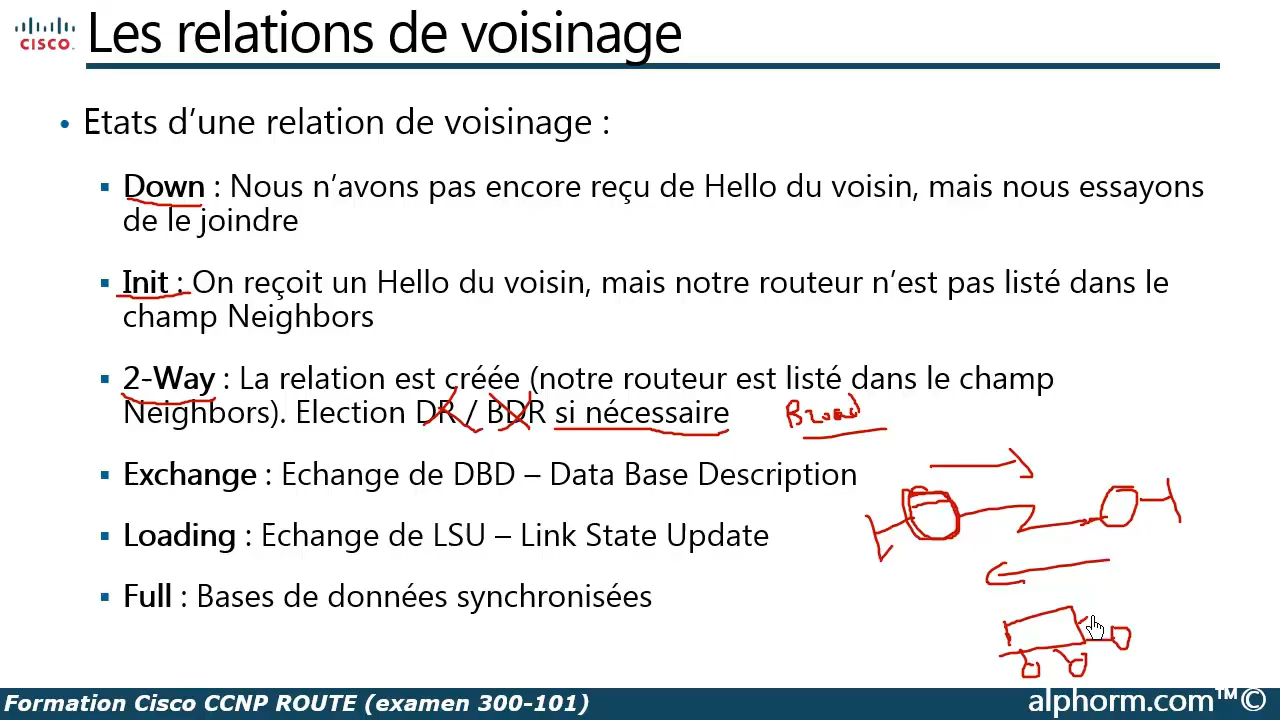 CISCO.
Les relations de voisinage
• Etats d'une relation de voisinage :
▪ Down : Nous n'avons pas encore reçu de Hello du voisin, mais nous essayons
de le joindre
▪ Init : On reçoit un Hello du voisin, mais notre routeur n'est pas listé dans le
champ Neighbors
▪ 2-Way : La relation est créée (notre routeur est listé dans le champ
Neighbors). Election DR / BDR si nécessaire
Broad
▪ Exchange : Echange de DBD – Data Base Description
▪ Loading : Echange de LSU – Link State Update
▪ Full : Bases de données synchronisées
Formation Cisco CCNP ROUTE (examen 300-101)
alphorm.com™©